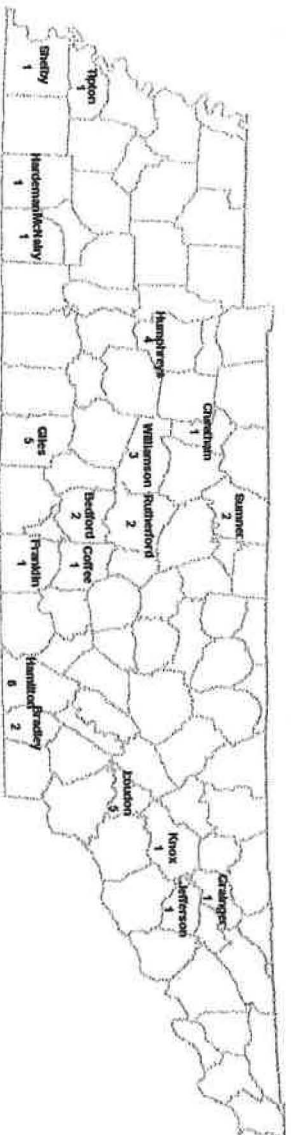 Shelby
1
Tipton
1
Hardeman
1
McNairy
1
Humphreys
4
Cheatham
1
Sumner
2
Williamson
3
Rutherford
2
Giles
5
Bedford
2
Coffee
1
Franklin
1
Hamilton
6
Bradley
2
Loudon
5
Knox
1
Grainger
1
Jefferson
1